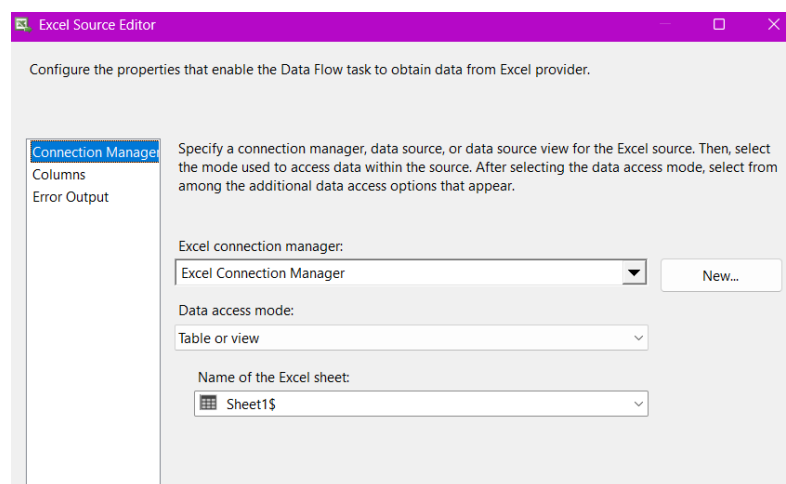 Excel Source Editor
Configure the properties that enable the Data Flow task to obtain data from Excel provider.
Connection Manager
Columns
Error Output
Specify a connection manager, data source, or data source view for the Excel source. Then, select
the mode used to access data within the source. After selecting the data access mode, select from
among the additional data access options that appear.
Excel connection manager:
Excel Connection Manager
New...
Data access mode:
Table or view
Name of the Excel sheet:
Sheet1$